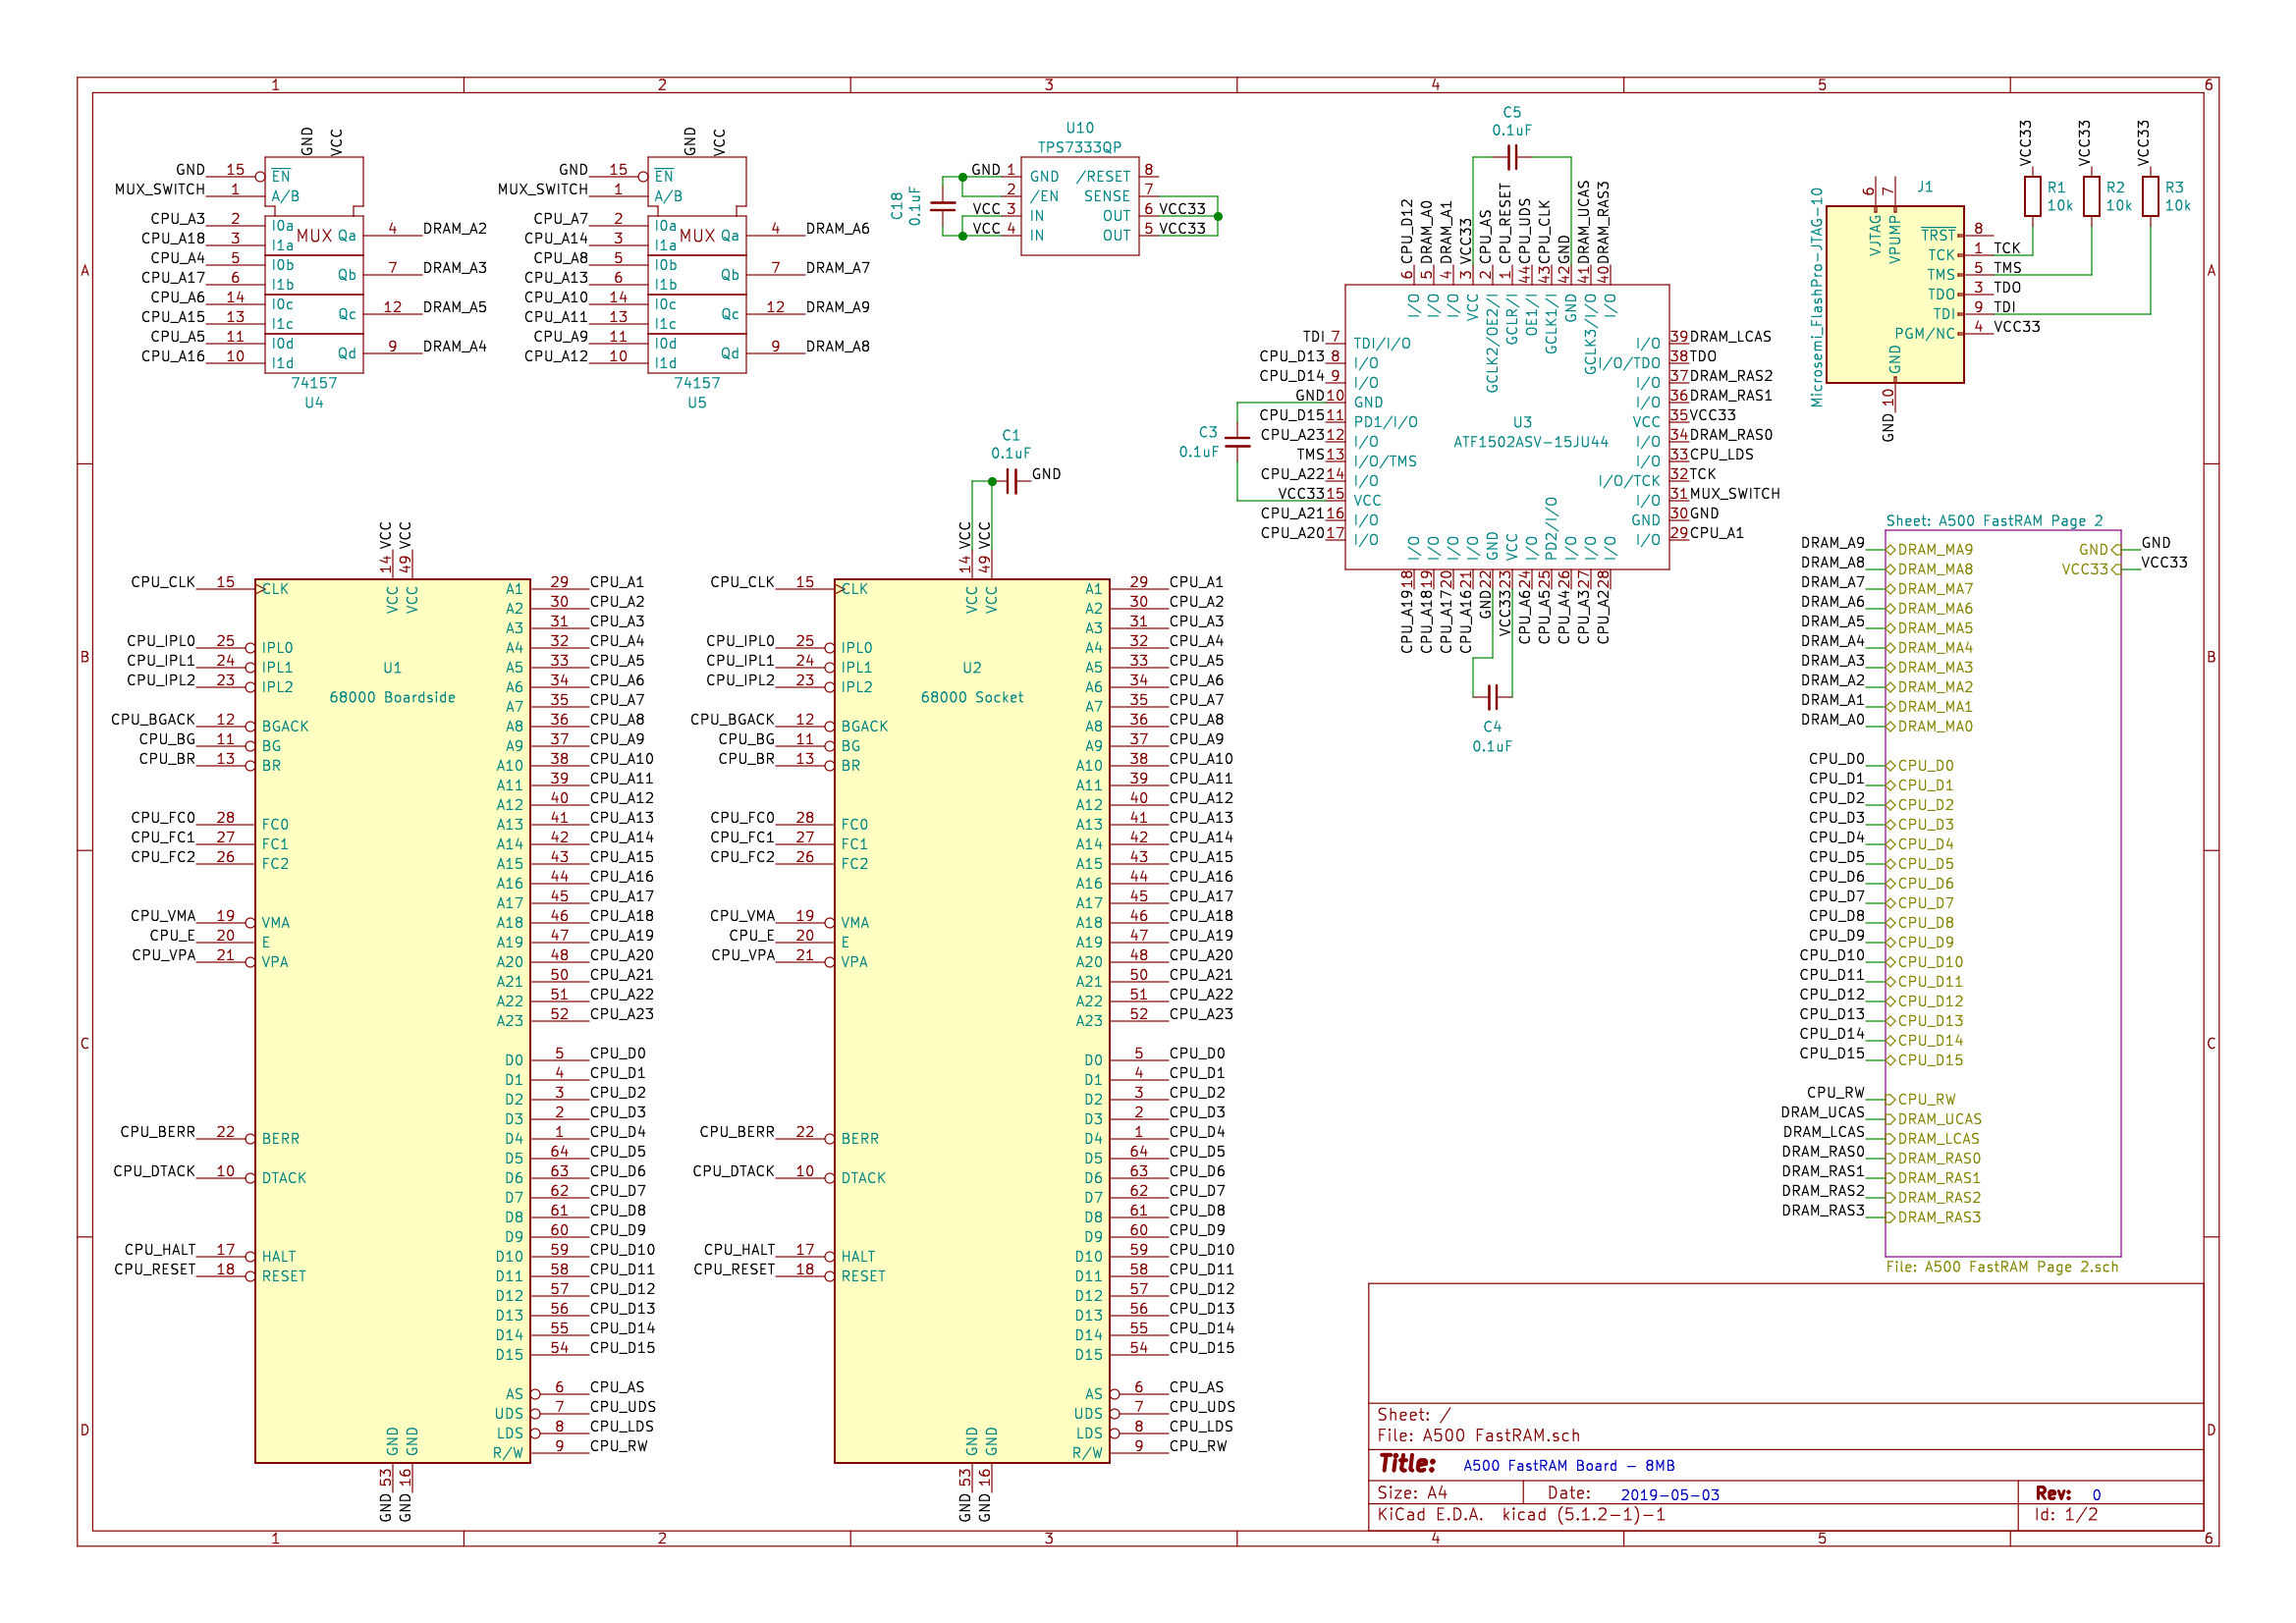 1 2 3 4 5 6
A B C D
GND VCC
GND 15 EN
MUX_SWITCH 1 A/B
MUX
CPU_A3 2 I0a Qa 4 DRAM_A2
CPU_A18 3 I1a
CPU_A4 5 I0b Qb 7 DRAM_A3
CPU_A17 6 I1b
CPU_A6 14 I0c Qc 12 DRAM_A5
CPU_A15 13 I1c
CPU_A5 11 I0d Qd 9 DRAM_A4
CPU_A16 10 I1d
74157
U4
GND VCC
GND 15 EN
MUX_SWITCH 1 A/B
MUX
CPU_A7 2 I0a Qa 4 DRAM_A6
CPU_A14 3 I1a
CPU_A8 5 I0b Qb 7 DRAM_A7
CPU_A13 6 I1b
CPU_A10 14 I0c Qc 12 DRAM_A9
CPU_A11 13 I1c
CPU_A9 11 I0d Qd 9 DRAM_A8
CPU_A12 10 I1d
74157
U5
U10
TPS7333QP
C18
0.1uF
GND 1 GND /RESET 8
2 /EN SENSE 7
VCC 3 IN OUT 6 VCC33
VCC 4 IN OUT 5 VCC33
C5
0.1uF
CPU_D12 6 I/O
DRAM_A0 5 I/O
DRAM_A1 4 I/O
VCC33 3 VCC
CPU_AS 2 GCLK2/OE2/I
CPU_RESET 1 GCLR/I
CPU_UDS 44 OE1/I
CPU_CLK 43 GCLK1/I
GND 42 GND
DRAM_UCAS 41 GCLK3/I/O
DRAM_RAS3 40 I/O
TDI 7 TDI/I/O
CPU_D13 8 I/O
CPU_D14 9 I/O
GND 10 GND
CPU_D15 11 PD1/I/O
CPU_A23 12 I/O
TMS 13 I/O/TMS
CPU_A22 14 I/O
VCC33 15 VCC
CPU_A21 16 I/O
CPU_A20 17 I/O
U3
ATF1502ASV-15JU44
I/O 39 DRAM_LCAS
I/O/TDO 38 TDO
I/O 37 DRAM_RAS2
I/O 36 DRAM_RAS1
VCC 35 VCC33
I/O 34 DRAM_RAS0
I/O 33 CPU_LDS
I/O/TCK 32 TCK
I/O 31 MUX_SWITCH
GND 30 GND
I/O 29 CPU_A1
I/O 18 CPU_A19
I/O 19 CPU_A18
I/O 20 CPU_A17
I/O 21 CPU_A16
GND 22 GND
VCC 23 VCC33
I/O 24 CPU_A6
PD2/I/O 25 CPU_A5
I/O 26 CPU_A4
I/O 27 CPU_A3
I/O 28 CPU_A2
C3
0.1uF
C4
0.1uF
J1
Microsemi_FlashPro-JTAG-10
6 VJTAG
7 VPUMP
TRST 8
TCK 1 TCK
TMS 5 TMS
TDO 3 TDO
TDI 9 TDI
PGM/NC 4 VCC33
GND 10 GND
VCC33 R1 10k
VCC33 R2 10k
VCC33 R3 10k
C1
0.1uF
GND
VCC 14 VCC
VCC 49 VCC
U1
68000 Boardside
CPU_CLK 15 CLK
CPU_IPL0 25 IPL0
CPU_IPL1 24 IPL1
CPU_IPL2 23 IPL2
CPU_BGACK 12 BGACK
CPU_BG 11 BG
CPU_BR 13 BR
CPU_FC0 28 FC0
CPU_FC1 27 FC1
CPU_FC2 26 FC2
CPU_VMA 19 VMA
CPU_E 20 E
CPU_VPA 21 VPA
CPU_BERR 22 BERR
CPU_DTACK 10 DTACK
CPU_HALT 17 HALT
CPU_RESET 18 RESET
A1 29 CPU_A1
A2 30 CPU_A2
A3 31 CPU_A3
A4 32 CPU_A4
A5 33 CPU_A5
A6 34 CPU_A6
A7 35 CPU_A7
A8 36 CPU_A8
A9 37 CPU_A9
A10 38 CPU_A10
A11 39 CPU_A11
A12 40 CPU_A12
A13 41 CPU_A13
A14 42 CPU_A14
A15 43 CPU_A15
A16 44 CPU_A16
A17 45 CPU_A17
A18 46 CPU_A18
A19 47 CPU_A19
A20 48 CPU_A20
A21 50 CPU_A21
A22 51 CPU_A22
A23 52 CPU_A23
D0 5 CPU_D0
D1 4 CPU_D1
D2 3 CPU_D2
D3 2 CPU_D3
D4 1 CPU_D4
D5 64 CPU_D5
D6 63 CPU_D6
D7 62 CPU_D7
D8 61 CPU_D8
D9 60 CPU_D9
D10 59 CPU_D10
D11 58 CPU_D11
D12 57 CPU_D12
D13 56 CPU_D13
D14 55 CPU_D14
D15 54 CPU_D15
AS 6 CPU_AS
UDS 7 CPU_UDS
LDS 8 CPU_LDS
R/W 9 CPU_RW
GND 53 GND
GND 16 GND
VCC 14 VCC
VCC 49 VCC
U2
68000 Socket
CPU_CLK 15 CLK
CPU_IPL0 25 IPL0
CPU_IPL1 24 IPL1
CPU_IPL2 23 IPL2
CPU_BGACK 12 BGACK
CPU_BG 11 BG
CPU_BR 13 BR
CPU_FC0 28 FC0
CPU_FC1 27 FC1
CPU_FC2 26 FC2
CPU_VMA 19 VMA
CPU_E 20 E
CPU_VPA 21 VPA
CPU_BERR 22 BERR
CPU_DTACK 10 DTACK
CPU_HALT 17 HALT
CPU_RESET 18 RESET
A1 29 CPU_A1
A2 30 CPU_A2
A3 31 CPU_A3
A4 32 CPU_A4
A5 33 CPU_A5
A6 34 CPU_A6
A7 35 CPU_A7
A8 36 CPU_A8
A9 37 CPU_A9
A10 38 CPU_A10
A11 39 CPU_A11
A12 40 CPU_A12
A13 41 CPU_A13
A14 42 CPU_A14
A15 43 CPU_A15
A16 44 CPU_A16
A17 45 CPU_A17
A18 46 CPU_A18
A19 47 CPU_A19
A20 48 CPU_A20
A21 50 CPU_A21
A22 51 CPU_A22
A23 52 CPU_A23
D0 5 CPU_D0
D1 4 CPU_D1
D2 3 CPU_D2
D3 2 CPU_D3
D4 1 CPU_D4
D5 64 CPU_D5
D6 63 CPU_D6
D7 62 CPU_D7
D8 61 CPU_D8
D9 60 CPU_D9
D10 59 CPU_D10
D11 58 CPU_D11
D12 57 CPU_D12
D13 56 CPU_D13
D14 55 CPU_D14
D15 54 CPU_D15
AS 6 CPU_AS
UDS 7 CPU_UDS
LDS 8 CPU_LDS
R/W 9 CPU_RW
GND 53 GND
GND 16 GND
Sheet: A500 FastRAM Page 2
DRAM_A9 DRAM_MA9 GND GND
DRAM_A8 DRAM_MA8 VCC33 VCC33
DRAM_A7 DRAM_MA7
DRAM_A6 DRAM_MA6
DRAM_A5 DRAM_MA5
DRAM_A4 DRAM_MA4
DRAM_A3 DRAM_MA3
DRAM_A2 DRAM_MA2
DRAM_A1 DRAM_MA1
DRAM_A0 DRAM_MA0
CPU_D0 CPU_D0
CPU_D1 CPU_D1
CPU_D2 CPU_D2
CPU_D3 CPU_D3
CPU_D4 CPU_D4
CPU_D5 CPU_D5
CPU_D6 CPU_D6
CPU_D7 CPU_D7
CPU_D8 CPU_D8
CPU_D9 CPU_D9
CPU_D10 CPU_D10
CPU_D11 CPU_D11
CPU_D12 CPU_D12
CPU_D13 CPU_D13
CPU_D14 CPU_D14
CPU_D15 CPU_D15
CPU_RW CPU_RW
DRAM_UCAS DRAM_UCAS
DRAM_LCAS DRAM_LCAS
DRAM_RAS0 DRAM_RAS0
DRAM_RAS1 DRAM_RAS1
DRAM_RAS2 DRAM_RAS2
DRAM_RAS3 DRAM_RAS3
File: A500 FastRAM Page 2.sch
Sheet: /
File: A500 FastRAM.sch
Title: A500 FastRAM Board - 8MB
Size: A4 Date: 2019-05-03 Rev: 0
KiCad E.D.A. kicad (5.1.2-1)-1 Id: 1/2
A B C D
1 2 3 4 5 6